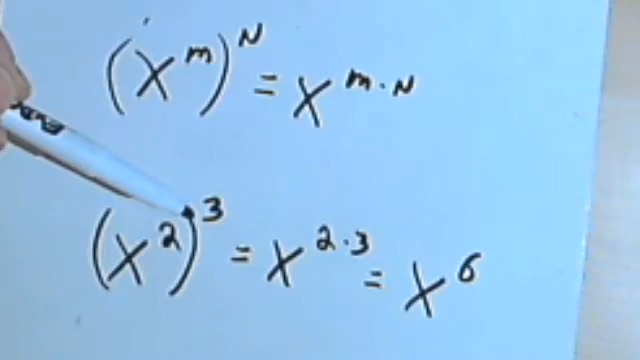 (x^m)^N = x^{m·N}
(x^2)^3 = x^{2·3} = x^6